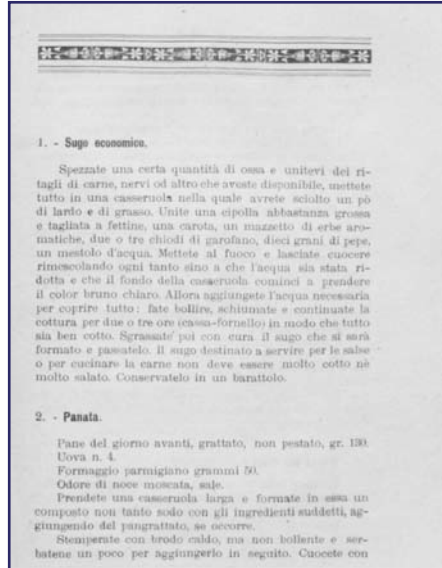 1. - Sugo economico.
Spezzate una certa quantità di ossa e unitevi dei ri-
tagli di carne, nervi od altro che aveste disponibile, mettete
tutto in una casseruola nella quale avrete sciolto un pò
di lardo e di grasso. Unite una cipolla abbastanza grossa
e tagliata a fettine, una carota, un mazzetto di erbe aro-
matiche, due o tre chiodi di garofano, dieci grani di pepe,
un mestolo d'acqua. Mettete al fuoco e lasciate cuocere
rimescolando ogni tanto sino a che l'acqua sia stata ri-
dotta e che il fondo della casseruola cominci a prendere
il color bruno chiaro. Allora aggiungete l'acqua necessaria
per coprire tutto: fate bollire, schiumate e continuate la
cottura per due o tre ore (cassa-fornello) in modo che tutto
sia ben cotto. Sgrassate poi con cura il sugo che si sarà
formato e passatelo. Il sugo destinato a servire per le salse
o per cucinare la carne non deve essere molto cotto nè
molto salato. Conservatelo in un barattolo.
2. - Panata.
Pane del giorno avanti, grattato, non pestato, gr. 130.
Uova n. 4.
Formaggio parmigiano grammi 50.
Odore di noce moscata, sale.
Prendete una casseruola larga e formate in essa un
composto non tanto sodo con gli ingredienti suddetti, ag-
giungendo del pangrattato, se occorre.
Stemperate con brodo caldo, ma non bollente e ser-
batene un poco per aggiungerlo in seguito. Cuocete con